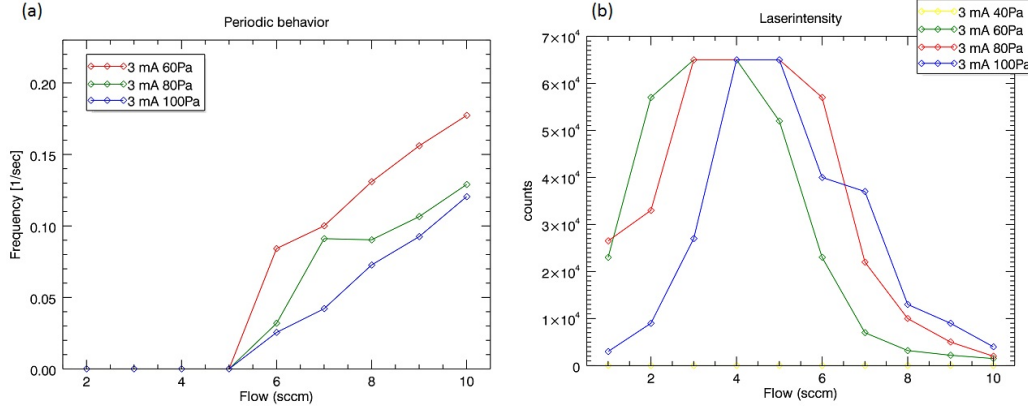 (a)
Periodic behavior
3 mA 60Pa
3 mA 80Pa
3 mA 100Pa
0.20
0.15
0.10
0.05
0.00
Frequency [1/sec]
2 4 6 8 10
Flow (sccm)
(b)
Laserintensity
3 mA 40Pa
3 mA 60Pa
3 mA 80Pa
3 mA 100Pa
7×10⁴
6×10⁴
5×10⁴
4×10⁴
3×10⁴
2×10⁴
1×10⁴
0
counts
2 4 6 8 10
Flow (sccm)